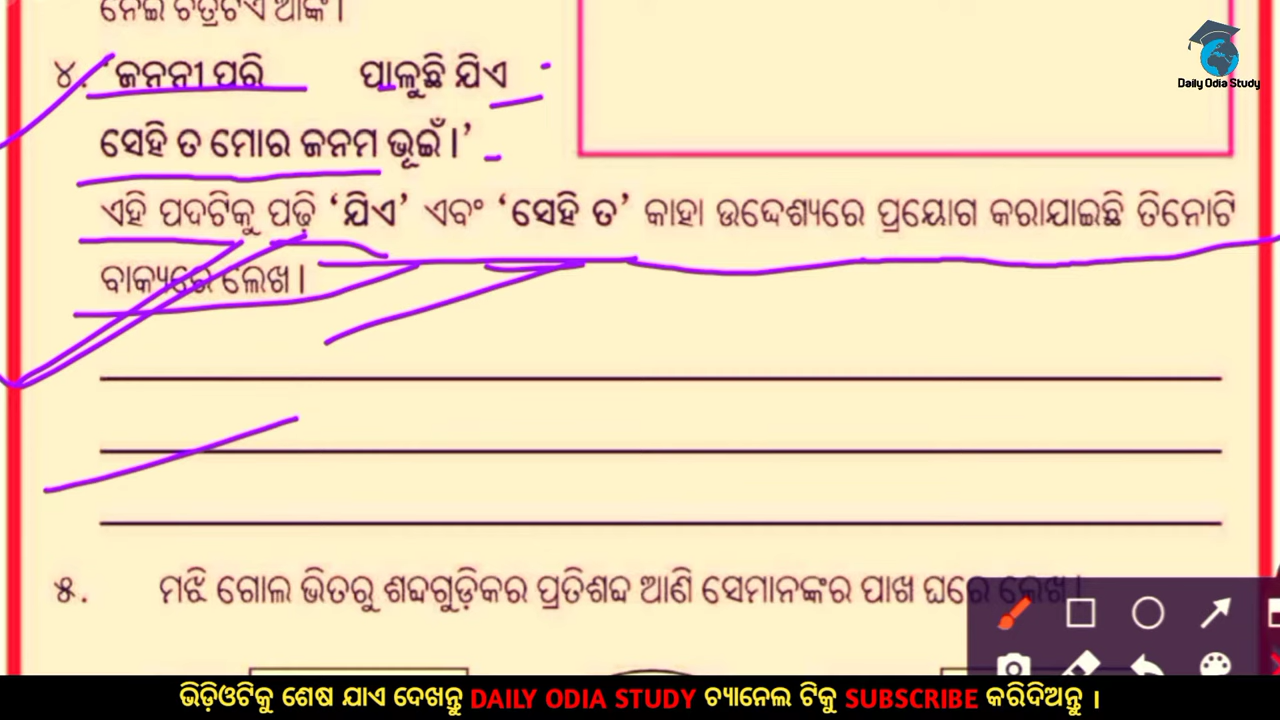 ନେଇ ଚିତ୍ରଟିଏ ଆଙ୍କ ।
୪. ‘ଜନନୀ ପରି ପାଳୁଛି ଯିଏ
ସେହି ତ ମୋର ଜନମ ଭୂଇଁ ।’
ଏହି ପଦଟିକୁ ପଢ଼ି ‘ଯିଏ’ ଏବଂ ‘ସେହି ତ’ କାହା ଉଦ୍ଦେଶ୍ୟରେ ପ୍ରୟୋଗ କରାଯାଇଛି ତିନୋଟି
ବାକ୍ୟରେ ଲେଖ ।
୫. ମଝି ଗୋଲ ଭିତରୁ ଶବ୍ଦଗୁଡ଼ିକର ପ୍ରତିଶବ୍ଦ ଆଣି ସେମାନଙ୍କର ପାଖ ଘରେ ଲେଖ ।
Daily Odia Study
ଭିଡ଼ିଓଟିକୁ ଶେଷ ଯାଏ ଦେଖନ୍ତୁ DAILY ODIA STUDY ଚ୍ୟାନେଲ ଟିକୁ SUBSCRIBE କରିଦିଅନ୍ତୁ ।